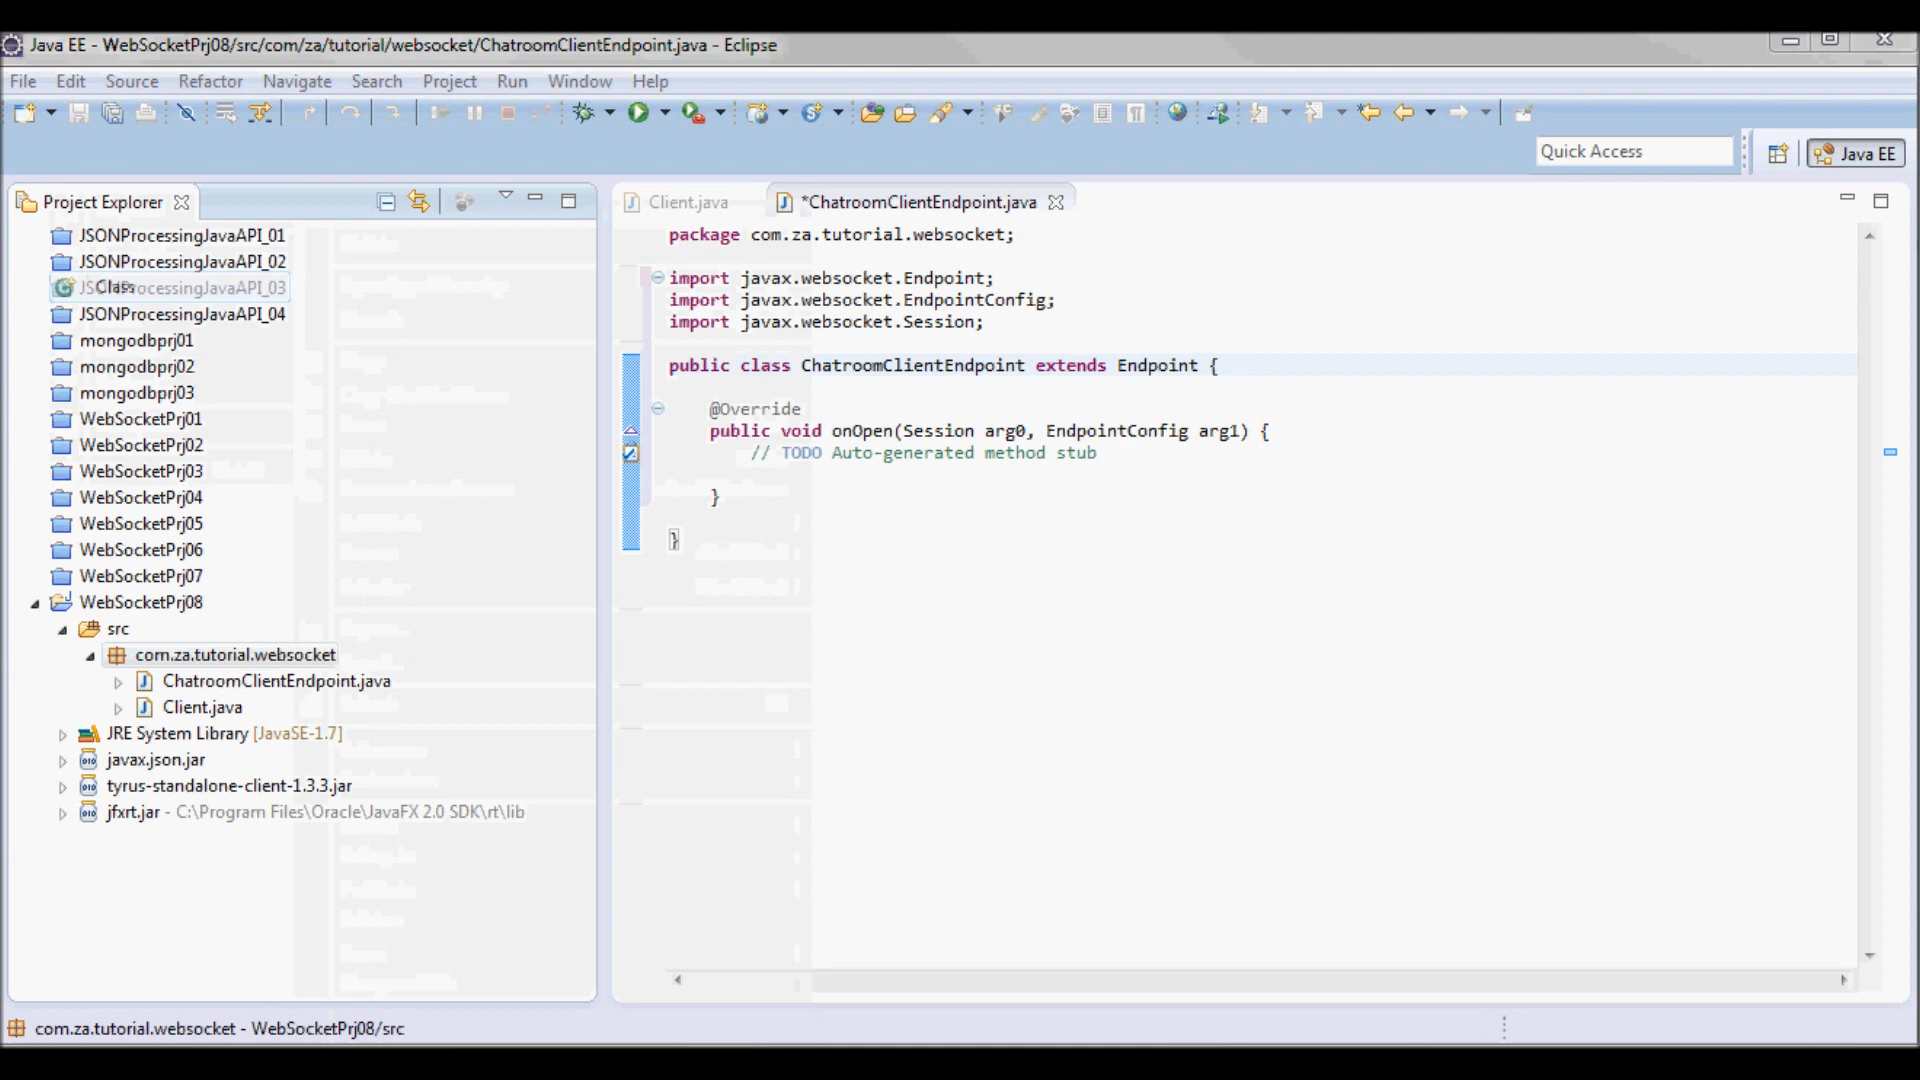 Java EE - WebSocketPrj08/src/com/za/tutorial/websocket/ChatroomClientEndpoint.java - Eclipse
File Edit Source Refactor Navigate Search Project Run Window Help
Quick Access
Java EE
Project Explorer
JSONProcessingJavaAPI_01
JSONProcessingJavaAPI_02
JSONProcessingJavaAPI_03
Class
JSONProcessingJavaAPI_04
mongodbprj01
mongodbprj02
mongodbprj03
WebSocketPrj01
WebSocketPrj02
WebSocketPrj03
WebSocketPrj04
WebSocketPrj05
WebSocketPrj06
WebSocketPrj07
WebSocketPrj08
src
com.za.tutorial.websocket
ChatroomClientEndpoint.java
Client.java
JRE System Library [JavaSE-1.7]
javax.json.jar
tyrus-standalone-client-1.3.3.jar
jfxrt.jar - C:\Program Files\Oracle\JavaFX 2.0 SDK\rt\lib
Client.java
*ChatroomClientEndpoint.java
package com.za.tutorial.websocket;
import javax.websocket.Endpoint;
import javax.websocket.EndpointConfig;
import javax.websocket.Session;
public class ChatroomClientEndpoint extends Endpoint {
@Override
public void onOpen(Session arg0, EndpointConfig arg1) {
// TODO Auto-generated method stub
}
}
com.za.tutorial.websocket - WebSocketPrj08/src